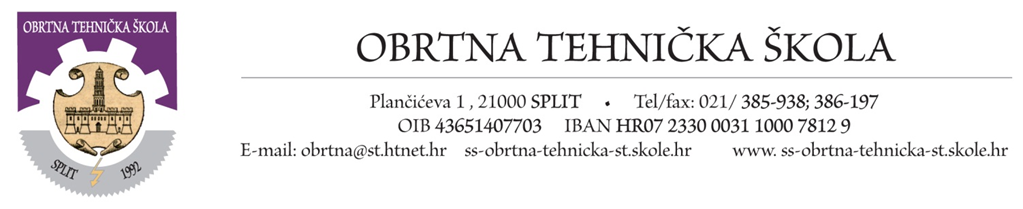 OBRTNA TEHNIČKA ŠKOLA
SPLIT 7 1992
OBRTNA TEHNIČKA ŠKOLA
Plančićeva 1 , 21000 SPLIT • Tel/fax: 021/ 385-938; 386-197
OIB 43651407703 IBAN HR07 2330 0031 1000 7812 9
E-mail: obrtna@st.htnet.hr ss-obrtna-tehnicka-st.skole.hr www. ss-obrtna-tehnicka-st.skole.hr